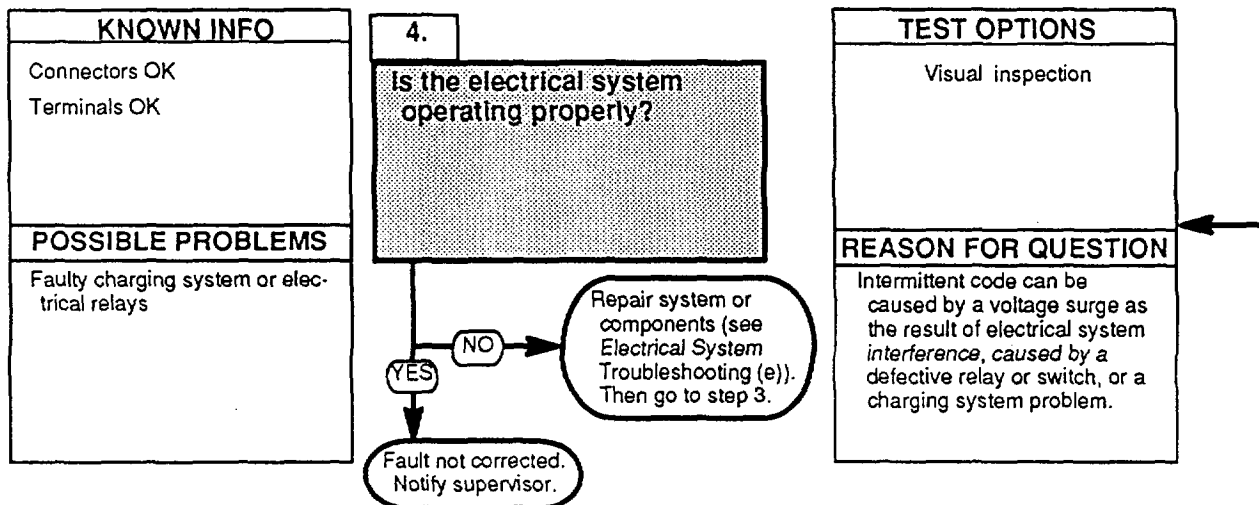 KNOWN INFO
Connectors OK
Terminals OK
POSSIBLE PROBLEMS
Faulty charging system or elec-
trical relays
4.
Is the electrical system
operating properly?
NO
Repair system or
components (see
Electrical System
Troubleshooting (e)).
Then go to step 3.
YES
Fault not corrected.
Notify supervisor.
TEST OPTIONS
Visual inspection
REASON FOR QUESTION
Intermittent code can be
caused by a voltage surge as
the result of electrical system
interference, caused by a
defective relay or switch, or a
charging system problem.